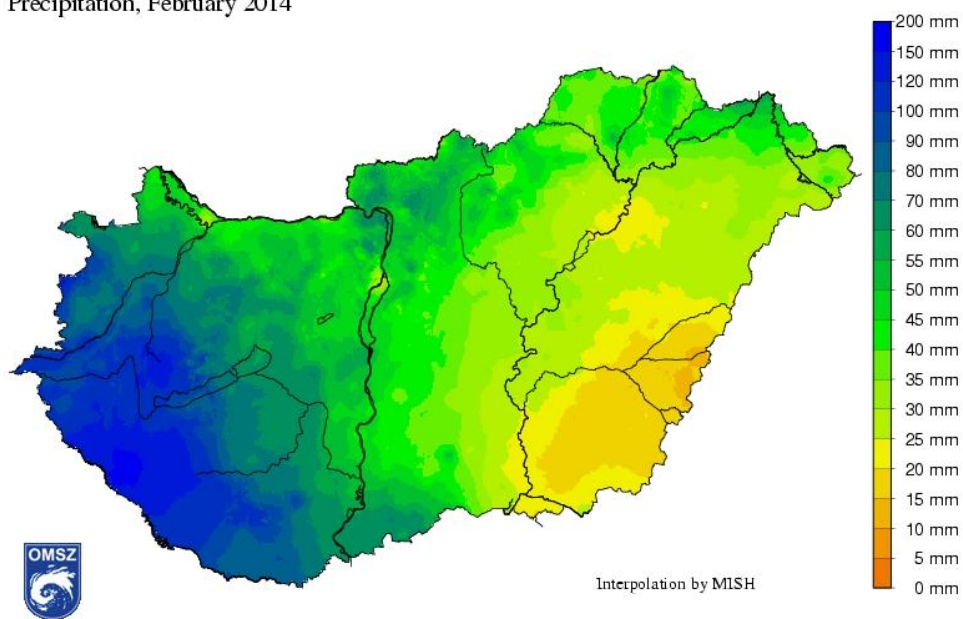 Precipitation, February 2014
200 mm
150 mm
120 mm
100 mm
90 mm
80 mm
70 mm
60 mm
55 mm
50 mm
45 mm
40 mm
35 mm
30 mm
25 mm
20 mm
15 mm
10 mm
5 mm
0 mm
OMSZ
Interpolation by MISH